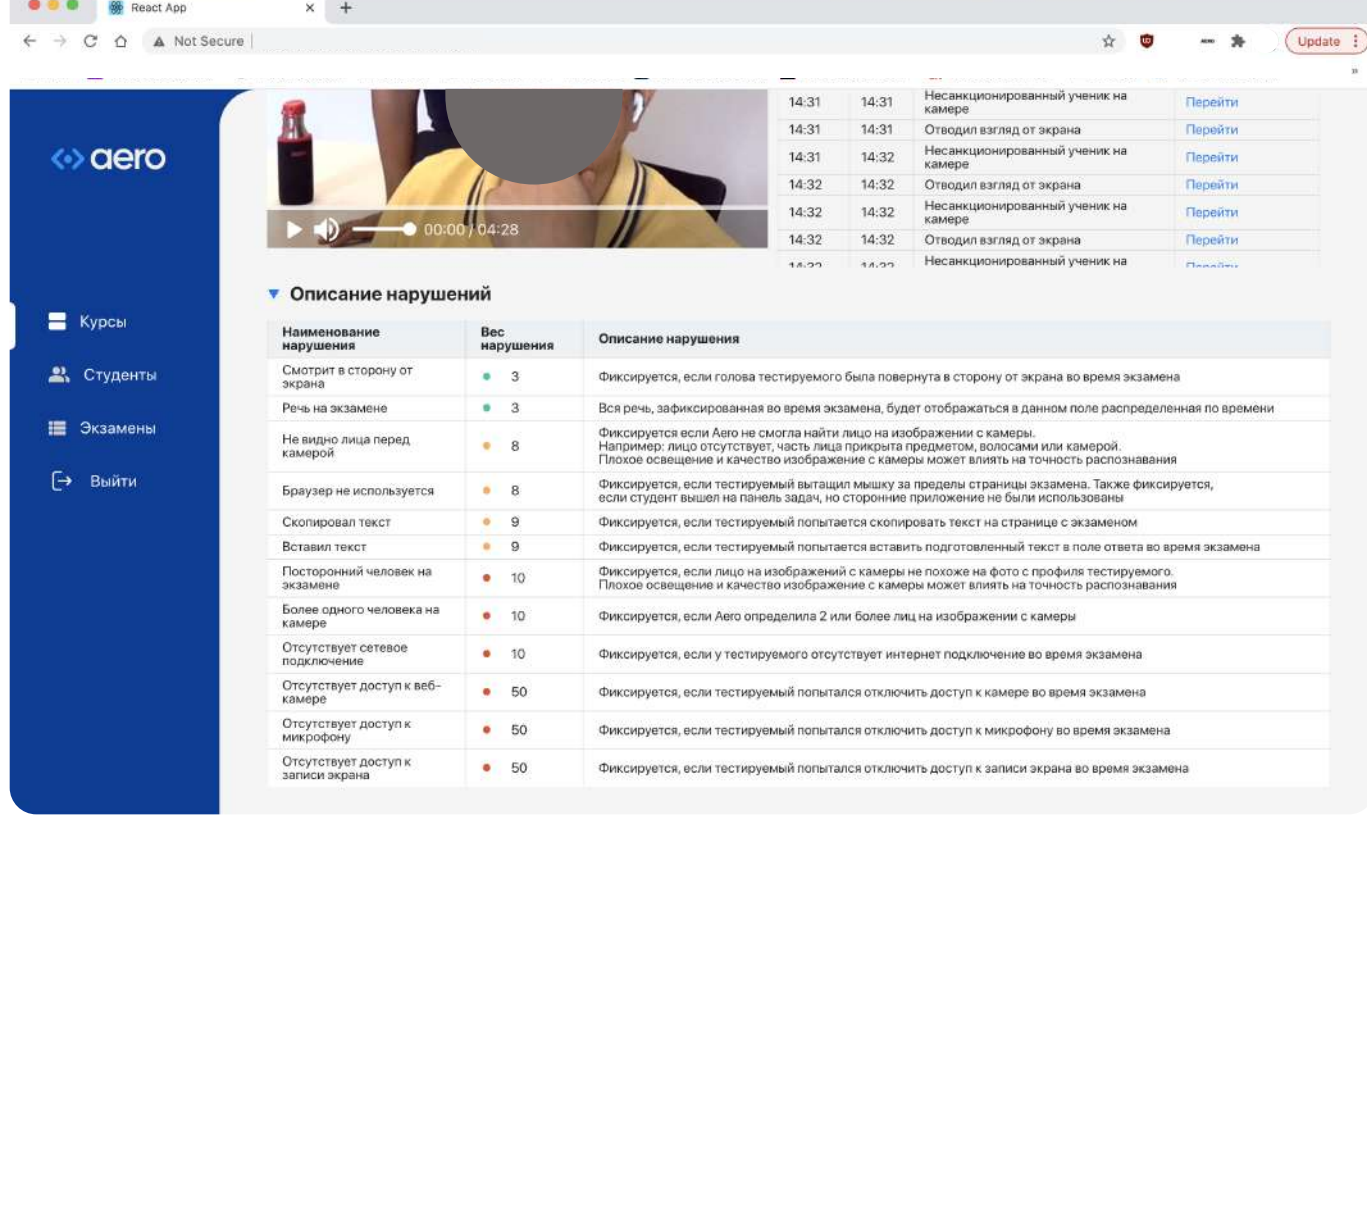 React App
Not Secure
Update
aero
Курсы
Студенты
Экзамены
Выйти
00:00 / 04:28
14:31 14:31 Несанкционированный ученик на камере Перейти
14:31 14:31 Отводил взгляд от экрана Перейти
14:31 14:32 Несанкционированный ученик на камере Перейти
14:32 14:32 Отводил взгляд от экрана Перейти
14:32 14:32 Несанкционированный ученик на камере Перейти
14:32 14:32 Отводил взгляд от экрана Перейти
14:32 14:32 Несанкционированный ученик на Перейти
Описание нарушений
Наименование нарушения Вес нарушения Описание нарушения
Смотрит в сторону от экрана 3 Фиксируется, если голова тестируемого была повернута в сторону от экрана во время экзамена
Речь на экзамене 3 Вся речь, зафиксированная во время экзамена, будет отображаться в данном поле распределенная по времени
Не видно лица перед камерой 8 Фиксируется если Aero не смогла найти лицо на изображении с камеры.
Например: лицо отсутствует, часть лица прикрыта предметом, волосами или камерой.
Плохое освещение и качество изображение с камеры может влиять на точность распознавания
Браузер не используется 8 Фиксируется, если тестируемый вытащил мышку за пределы страницы экзамена. Также фиксируется,
если студент вышел на панель задач, но сторонние приложение не были использованы
Скопировал текст 9 Фиксируется, если тестируемый попытается скопировать текст на странице с экзаменом
Вставил текст 9 Фиксируется, если тестируемый попытается вставить подготовленный текст в поле ответа во время экзамена
Посторонний человек на экзамене 10 Фиксируется, если лицо на изображений с камеры не похоже на фото с профиля тестируемого.
Плохое освещение и качество изображение с камеры может влиять на точность распознавания
Более одного человека на камере 10 Фиксируется, если Aero определила 2 или более лиц на изображении с камеры
Отсутствует сетевое подключение 10 Фиксируется, если у тестируемого отсутствует интернет подключение во время экзамена
Отсутствует доступ к веб-камере 50 Фиксируется, если тестируемый попытался отключить доступ к камере во время экзамена
Отсутствует доступ к микрофону 50 Фиксируется, если тестируемый попытался отключить доступ к микрофону во время экзамена
Отсутствует доступ к записи экрана 50 Фиксируется, если тестируемый попытался отключить доступ к записи экрана во время экзамена